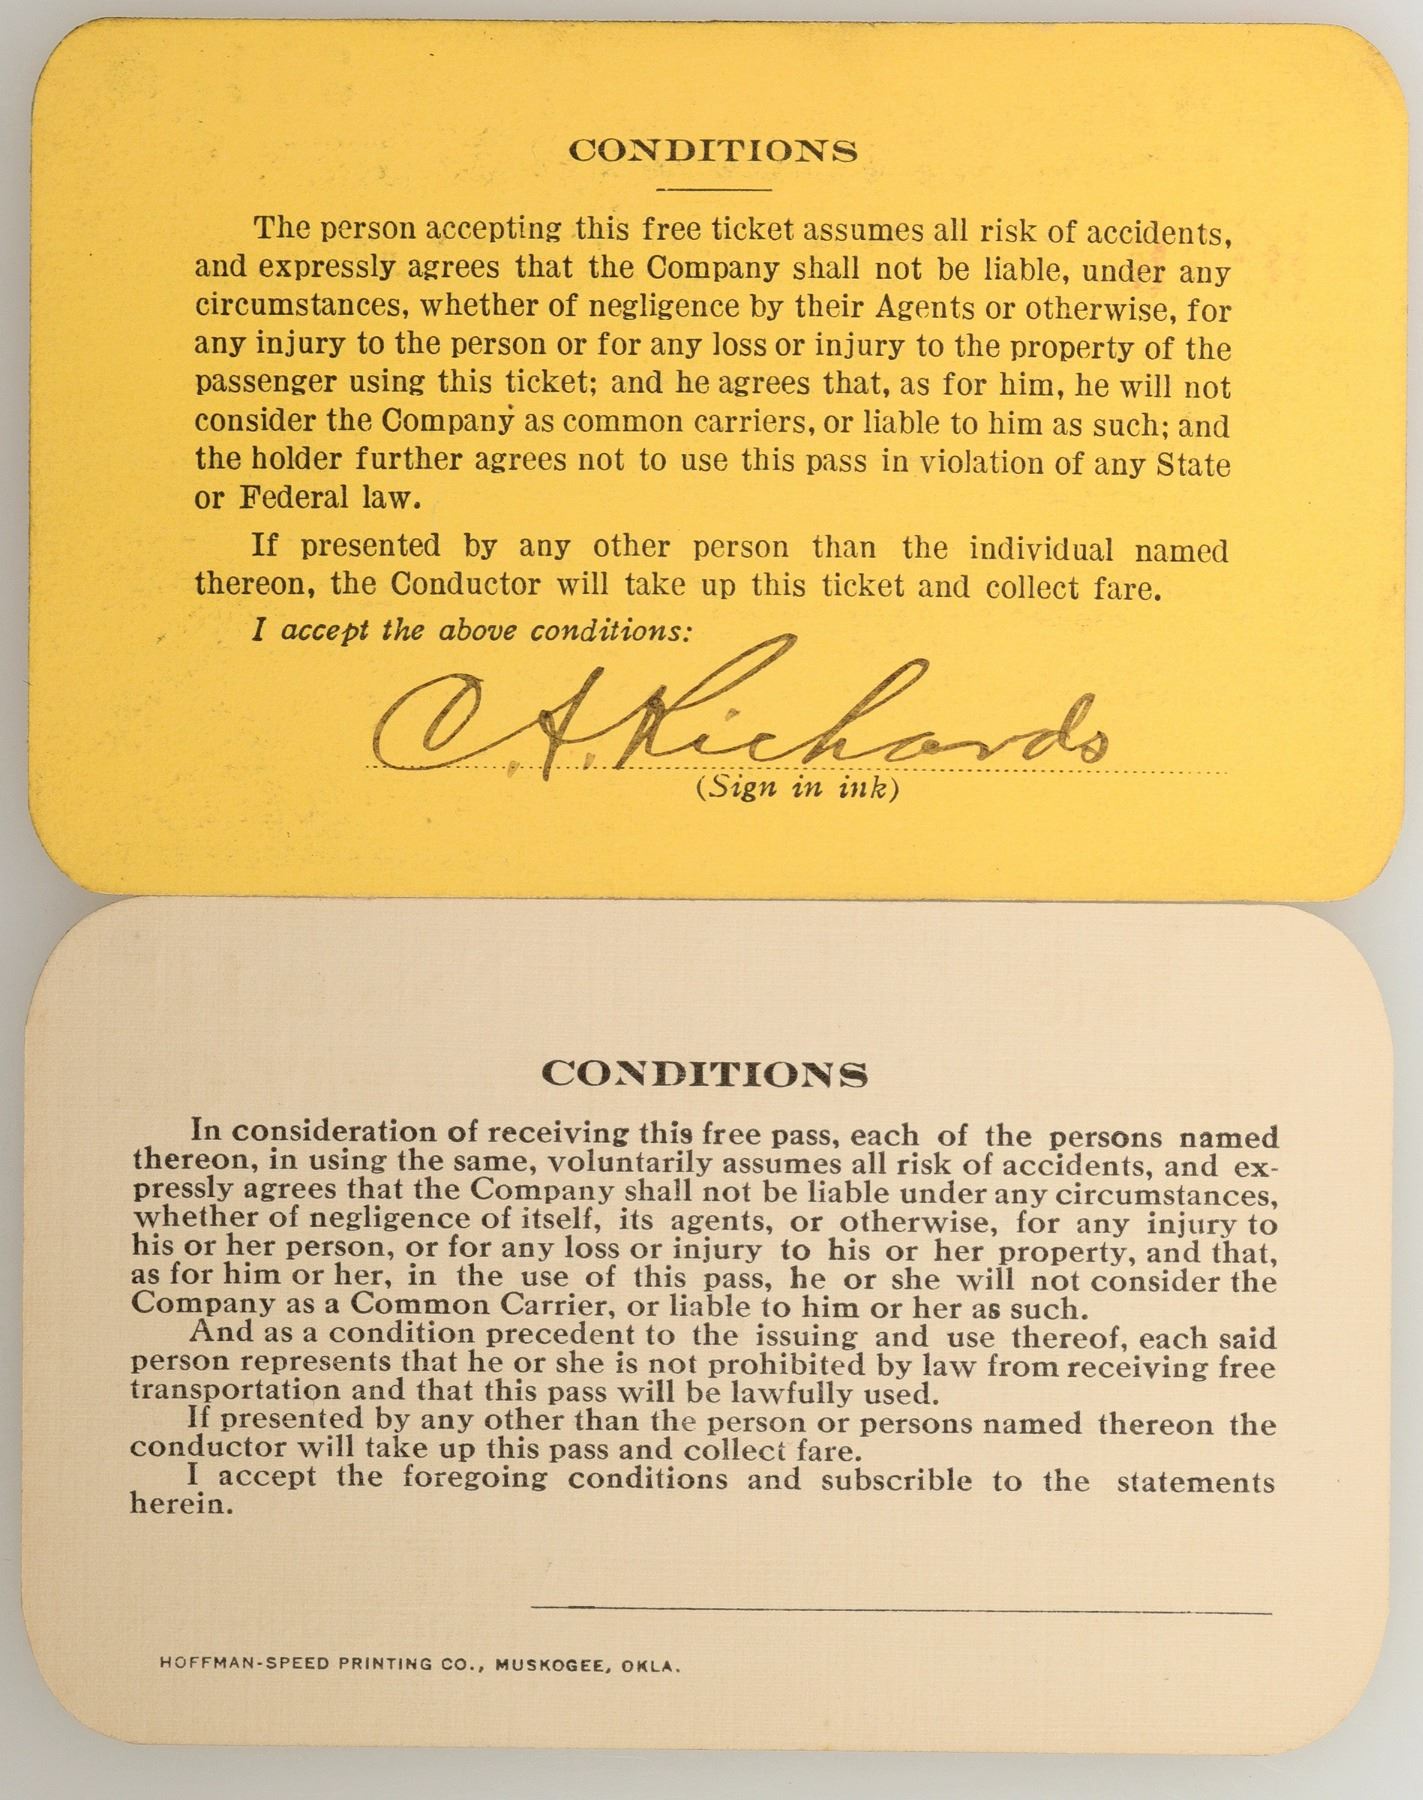 CONDITIONS
The person accepting this free ticket assumes all risk of accidents,
and expressly agrees that the Company shall not be liable, under any
circumstances, whether of negligence by their Agents or otherwise, for
any injury to the person or for any loss or injury to the property of the
passenger using this ticket; and he agrees that, as for him, he will not
consider the Company as common carriers, or liable to him as such; and
the holder further agrees not to use this pass in violation of any State
or Federal law.
If presented by any other person than the individual named
thereon, the Conductor will take up this ticket and collect fare.
I accept the above conditions:
C. A. Richards
(Sign in ink)
CONDITIONS
In consideration of receiving this free pass, each of the persons named
thereon, in using the same, voluntarily assumes all risk of accidents, and ex-
pressly agrees that the Company shall not be liable under any circumstances,
whether of negligence of itself, its agents, or otherwise, for any injury to
his or her person, or for any loss or injury to his or her property, and that,
as for him or her, in the use of this pass, he or she will not consider the
Company as a Common Carrier, or liable to him or her as such.
And as a condition precedent to the issuing and use thereof, each said
person represents that he or she is not prohibited by law from receiving free
transportation and that this pass will be lawfully used.
If presented by any other than the person or persons named thereon the
conductor will take up this pass and collect fare.
I accept the foregoing conditions and subscrible to the statements
herein.
HOFFMAN-SPEED PRINTING CO., MUSKOGEE, OKLA.